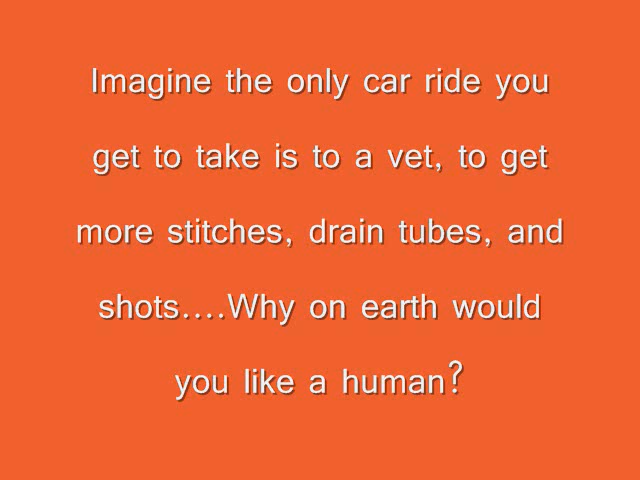 Imagine the only car ride you
get to take is to a vet, to get
more stitches, drain tubes, and
shots....Why on earth would
you like a human?